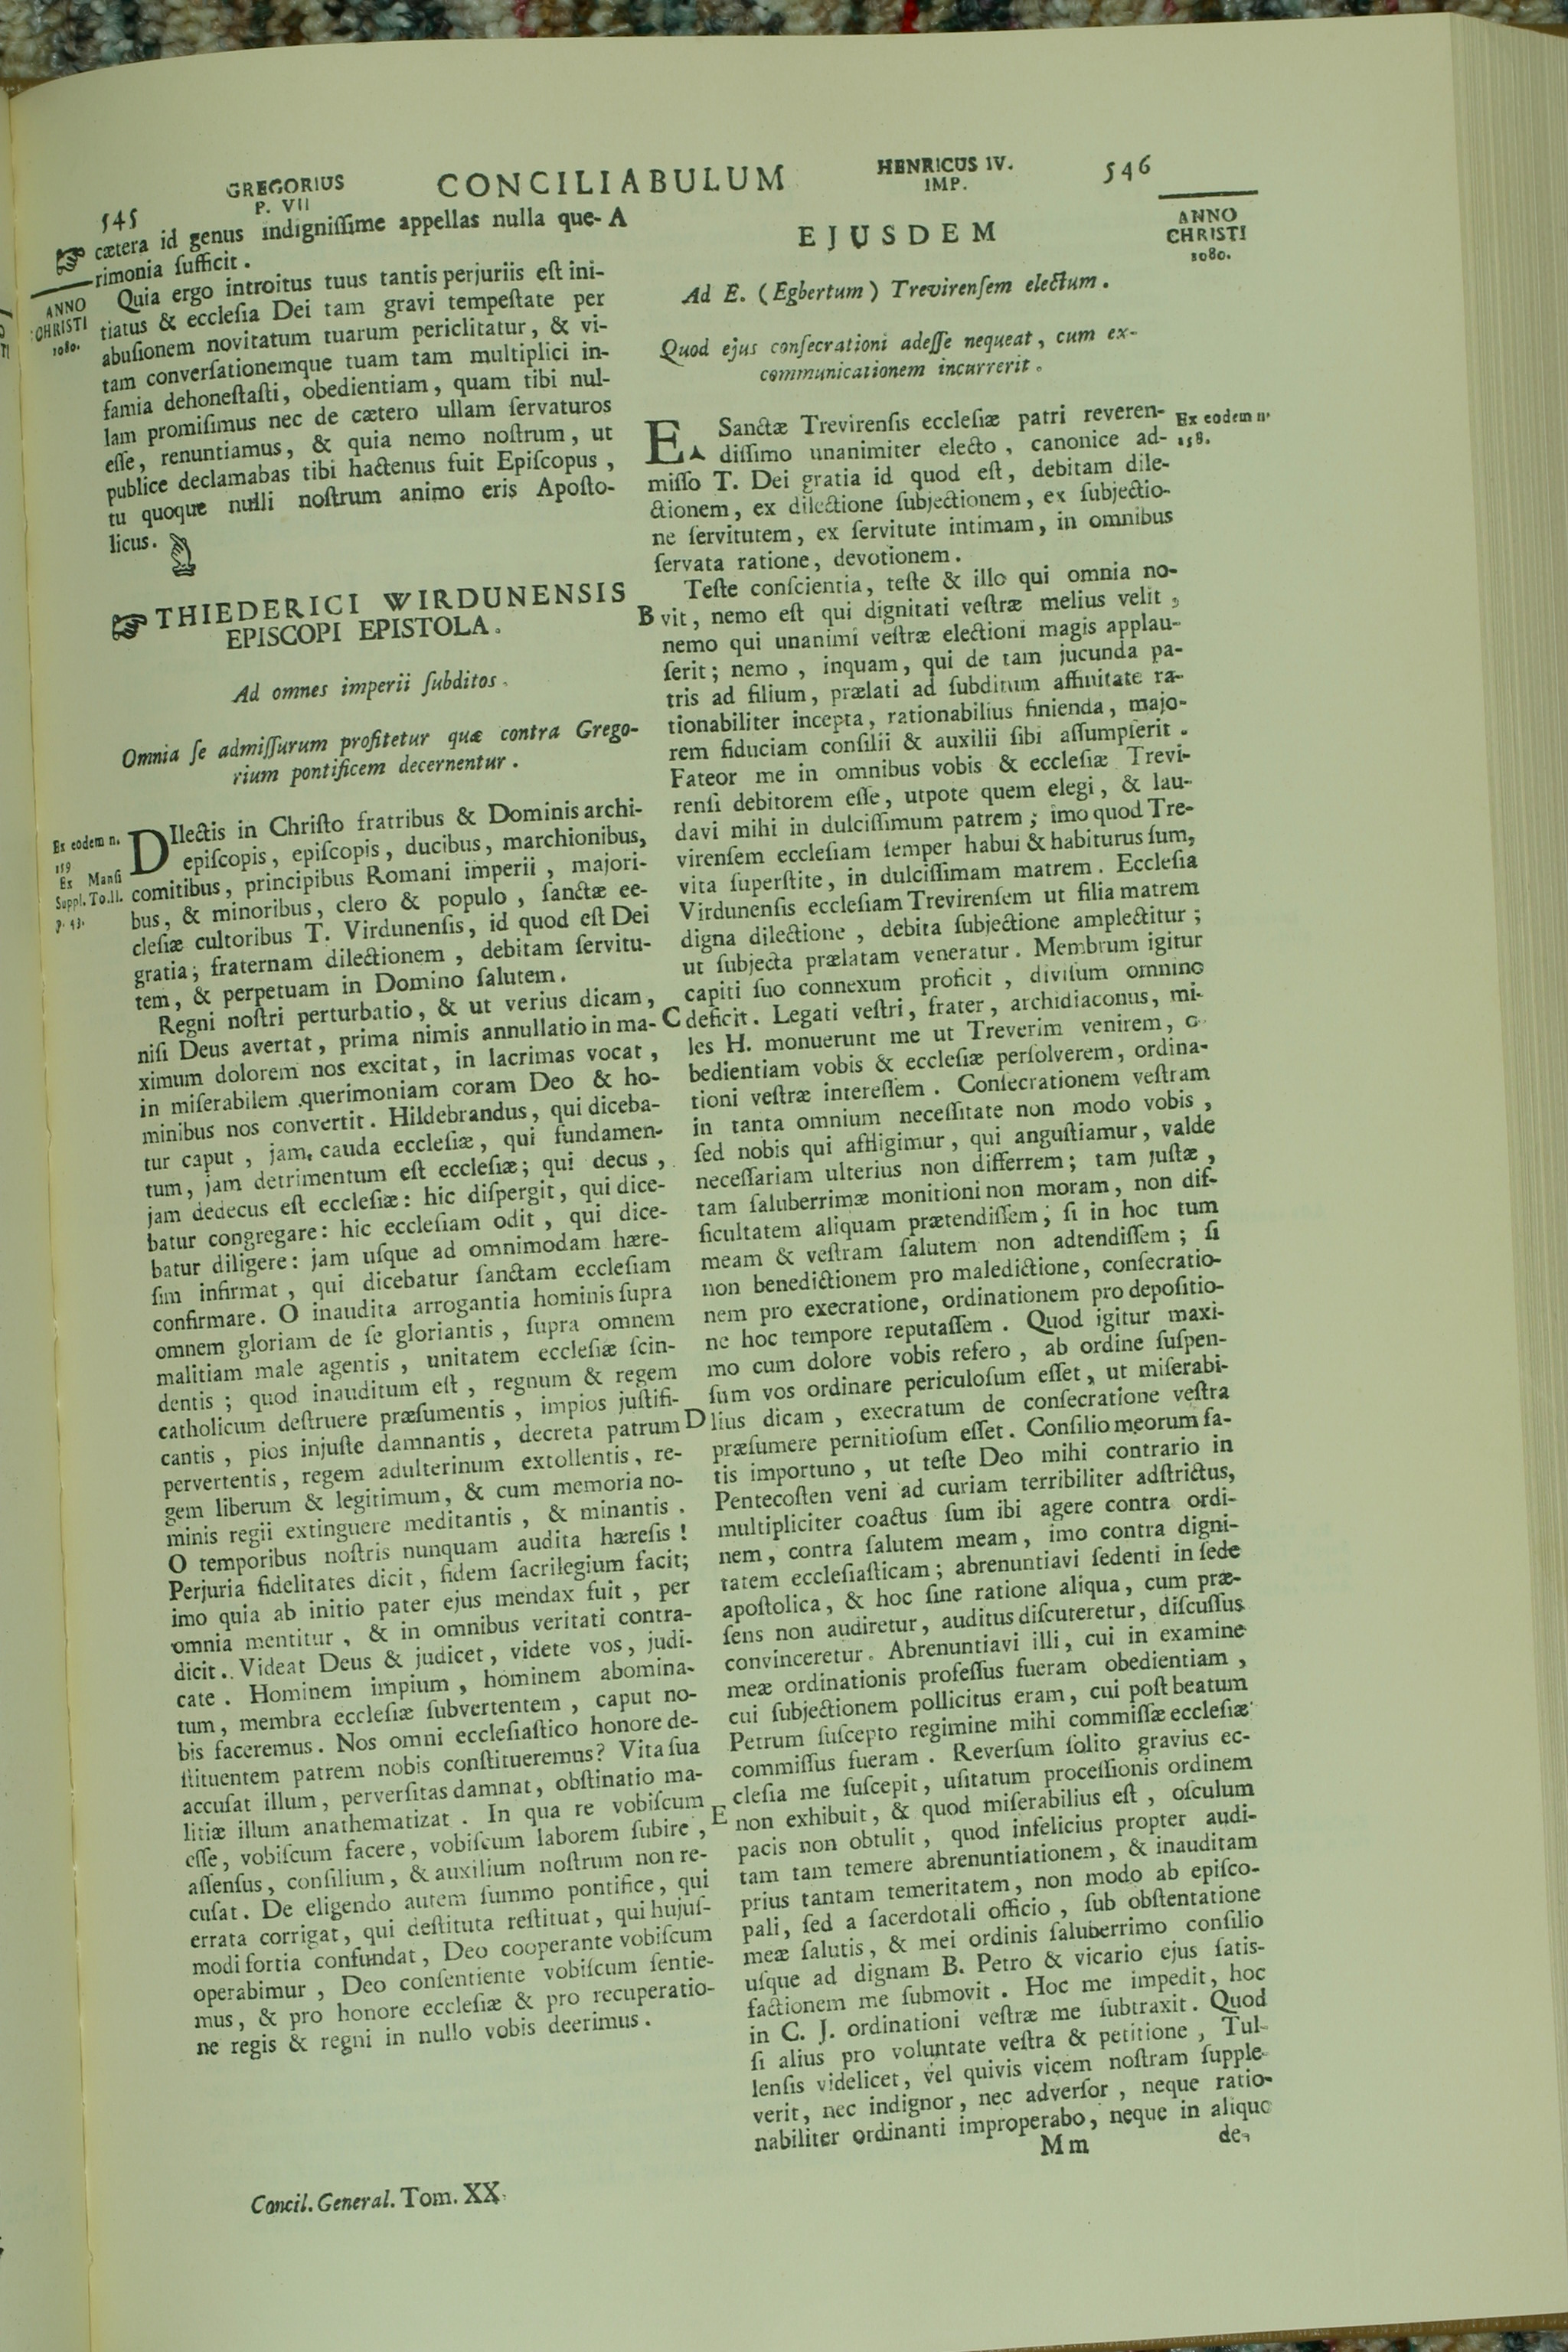 545
GREGORIUS
P. VII
CONCILIABULUM
HENRICUS IV.
IMP.
546
cætera id genus indigniſſime appellas nulla que- A
rimonia ſufficit.
ANNO
CHRISTI
1080.
Quia ergo introitus tuus tantis perjuriis eſt ini-
tiatus & eccleſia Dei tam gravi tempeſtate per
abuſionem novitatum tuarum periclitatur, & vi-
tam converſationemque tuam tam multiplici in-
famia dehoneſtaſti, obedientiam, quam tibi nul-
lam promiſimus nec de cætero ullam ſervaturos
eſſe, renuntiamus, & quia nemo noſtrum, ut
publice declamabas tibi hactenus fuit Epiſcopus,
tu quoque nulli noſtrum animo eris Apoſto-
licus.
THIEDERICI WIRDUNENSIS
EPISCOPI EPISTOLA.
Ad omnes imperii ſubditos.
Omnia ſe admiſſurum profitetur quæ contra Grego-
rium pontificem decernentur.
Ex eodem n.
159
Ex Manſi
Suppl. To. II.
p. 43.
DIlectis in Chriſto fratribus & Dominis archi-
epiſcopis, epiſcopis, ducibus, marchionibus,
comitibus, principibus Romani imperii, majori-
bus, & minoribus, clero & populo, ſanctæ ec-
cleſiæ cultoribus T. Virdunenſis, id quod eſt Dei
gratia; fraternam dilectionem, debitam ſervitu-
tem, & perpetuam in Domino ſalutem.
Regni noſtri perturbatio, & ut verius dicam,
niſi Deus avertat, prima nimis annullatio in ma-
ximum dolorem nos excitat, in lacrimas vocat,
in miſerabilem querimoniam coram Deo & ho-
minibus nos convertit. Hildebrandus, qui diceba-
tur caput, jam cauda eccleſiæ, qui fundamen-
tum, jam detrimentum eſt eccleſiæ; qui decus,
jam dedecus eſt eccleſiæ: hic diſpergit, qui dice-
batur congregare: hic eccleſiam odit, qui dice-
batur diligere: jam uſque ad omnimodam hære-
ſim infirmat, qui dicebatur ſanctam eccleſiam
confirmare. O inaudita arrogantia hominis ſupra
omnem gloriam de ſe gloriantis, ſupra omnem
malitiam male agentis, unitatem eccleſiæ ſcin-
dentis; quod inauditum eſt, regnum & regem
catholicum deſtruere præſumentis, impios juſtifi-
cantis, pios injuſte damnantis, decreta patrum
pervertentis, regem adulterinum extollentis, re-
gem liberum & legitimum, & cum memoria no-
minis regii extinguere meditantis, & minantis.
O temporibus noſtris nunquam audita hæreſis!
Perjuria fidelitates dicit, fidem ſacrilegium facit;
imo quia ab initio pater ejus mendax fuit, per
omnia mentitur, & in omnibus veritati contra-
dicit. Videat Deus & judicet, videte vos, judi-
cate. Hominem impium, hominem abomina-
tum, membra eccleſiæ ſubvertentem, caput no-
bis faceremus. Nos omni eccleſiaſtico honore de-
ſtituentem patrem nobis conſtitueremus? Vita ſua
accuſat illum, perverſitas damnat, obſtinatio ma-
litiæ illum anathematizat. In qua re vobiſcum
eſſe, vobiſcum facere, vobiſcum laborem ſubire,
aſſenſus, conſilium, & auxilium noſtrum non re-
cuſat. De eligendo autem ſummo pontifice, qui
errata corrigat, qui deſtituta reſtituat, qui hujuſ-
modi fortia confundat, Deo cooperante vobiſcum
operabimur, Deo conſentiente vobiſcum ſentie-
mus, & pro honore eccleſiæ & pro recuperatio-
ne regis & regni in nullo vobis deerimus.
Concil. General. Tom. XX.
EJUSDEM
ANNO
CHRISTI
1080.
Ad E. (Egbertum) Trevirenſem electum.
Quod ejus conſecrationi adeſſe nequeat, cum ex-
communicationem incurrerit.
Ex eodem n.
158.
E. Sanctæ Trevirenſis eccleſiæ patri reveren-
diſſimo unanimiter electo, canonice ad-
miſſo T. Dei gratia id quod eſt, debitam dile-
ctionem, ex dilectione ſubjectionem, ex ſubjectio-
ne ſervitutem, ex ſervitute intimam, in omnibus
ſervata ratione, devotionem.
Teſte conſcientia, teſte & illo qui omnia no-
B vit, nemo eſt qui dignitati veſtræ melius velit,
nemo qui unanimi veſtræ electioni magis applau-
ſerit; nemo, inquam, qui de tam jucunda pa-
tris ad filium, prælati ad ſubditum affinitate ra-
tionabiliter incepta, rationabilius finienda, majo-
rem fiduciam conſilii & auxilii ſibi aſſumpſerit.
Fateor me in omnibus vobis & eccleſiæ Trevi-
renſi debitorem eſſe, utpote quem elegi, & lau-
davi mihi in dulciſſimum patrem; imo quod Tre-
virenſem eccleſiam ſemper habui & habiturus ſum,
vita ſuperſtite, in dulciſſimam matrem. Eccleſia
Virdunenſis eccleſiam Trevirenſem ut filia matrem
digna dilectione, debita ſubjectione amplectitur;
ut ſubjecta prælatam veneratur. Membrum igitur
capiti ſuo connexum proficit, diviſum omnino
C deficit. Legati veſtri, frater, archidiaconus, mi-
les H. monuerunt me ut Treverim venirem, o-
bedientiam vobis & eccleſiæ perſolverem, ordina-
tioni veſtræ intereſſem. Conſecrationem veſtram
in tanta omnium neceſſitate non modo vobis,
ſed nobis qui affligimur, qui anguſtiamur, valde
neceſſariam ulterius non differrem; tam juſtæ,
tam ſaluberrimæ monitioni non moram, non dif-
ficultatem aliquam prætendiſſem; ſi in hoc tum
meam & veſtram ſalutem non adtendiſſem; ſi
non benedictionem pro maledictione, conſecratio-
nem pro execratione, ordinationem pro depoſitio-
ne hoc tempore reputaſſem. Quod igitur maxi-
mo cum dolore vobis refero, ab ordine ſuſpen-
ſum vos ordinare periculoſum eſſet, ut miſerabi-
D lius dicam, execratum de conſecratione veſtra
præſumere pernitioſum eſſet. Conſilio meorum ſa-
tis importuno, ut teſte Deo mihi contrario in
Pentecoſten veni ad curiam terribiliter adſtrictus,
multipliciter coactus ſum ibi agere contra ordi-
nem, contra ſalutem meam, imo contra digni-
tatem eccleſiaſticam; abrenuntiavi ſedenti in ſede
apoſtolica, & hoc ſine ratione aliqua, cum præ-
ſens non audiretur, auditus diſcuteretur, diſcuſſus
convinceretur. Abrenuntiavi illi, cui in examine
meæ ordinationis profeſſus fueram obedientiam,
cui ſubjectionem pollicitus eram, cui poſt beatum
Petrum ſuſcepto regimine mihi commiſſæ eccleſiæ
commiſſus fueram. Reverſum ſolito gravius ec-
cleſia me ſuſcepit, uſitatum proceſſionis ordinem
E non exhibuit, & quod miſerabilius eſt, oſculum
pacis non obtulit, quod infelicius propter audi-
tam tam temere abrenuntiationem, & inauditam
prius tantam temeritatem, non modo ab epiſco-
pali, ſed a ſacerdotali officio, ſub obſtentatione
meæ ſalutis, & mei ordinis ſaluberrimo conſilio
uſque ad dignam B. Petro & vicario ejus ſatis-
factionem me ſubmovit. Hoc me impedit, hoc
in C. J. ordinationi veſtræ me ſubtraxit. Quod
ſi alius pro voluntate veſtra & petitione, Tul-
lenſis videlicet, vel quivis vicem noſtram ſupple-
verit, nec indignor, nec adverſor, neque ratio-
nabiliter ordinanti improperabo, neque in aliquo
Mm
de-